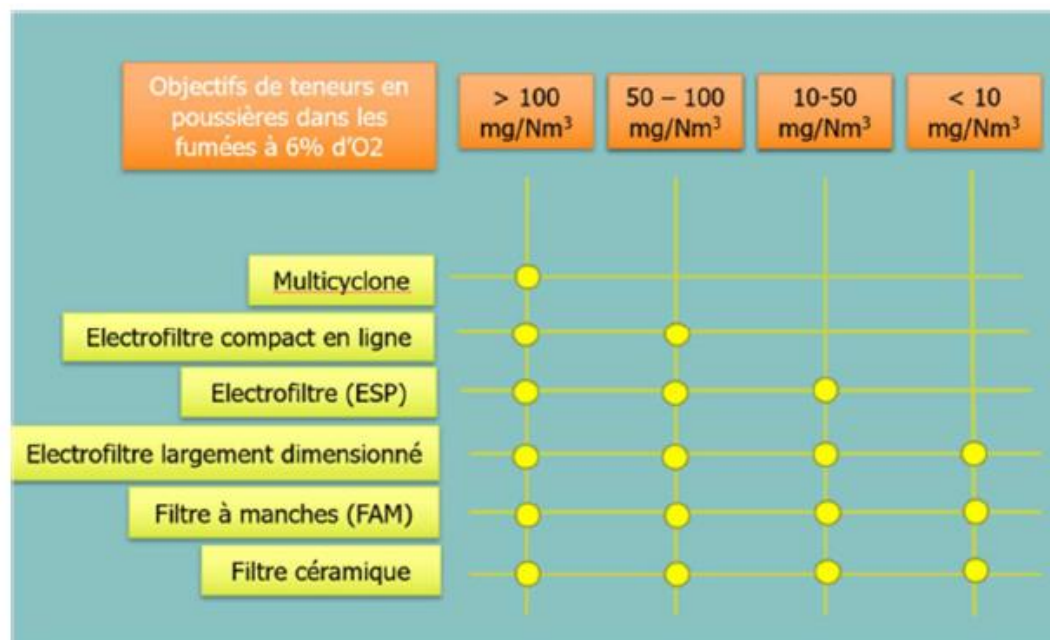 Objectifs de teneurs en
poussières dans les
fumées à 6% d'O2
> 100
mg/Nm³
50 – 100
mg/Nm³
10-50
mg/Nm³
< 10
mg/Nm³
Multicyclone
Electrofiltre compact en ligne
Electrofiltre (ESP)
Electrofiltre largement dimensionné
Filtre à manches (FAM)
Filtre céramique